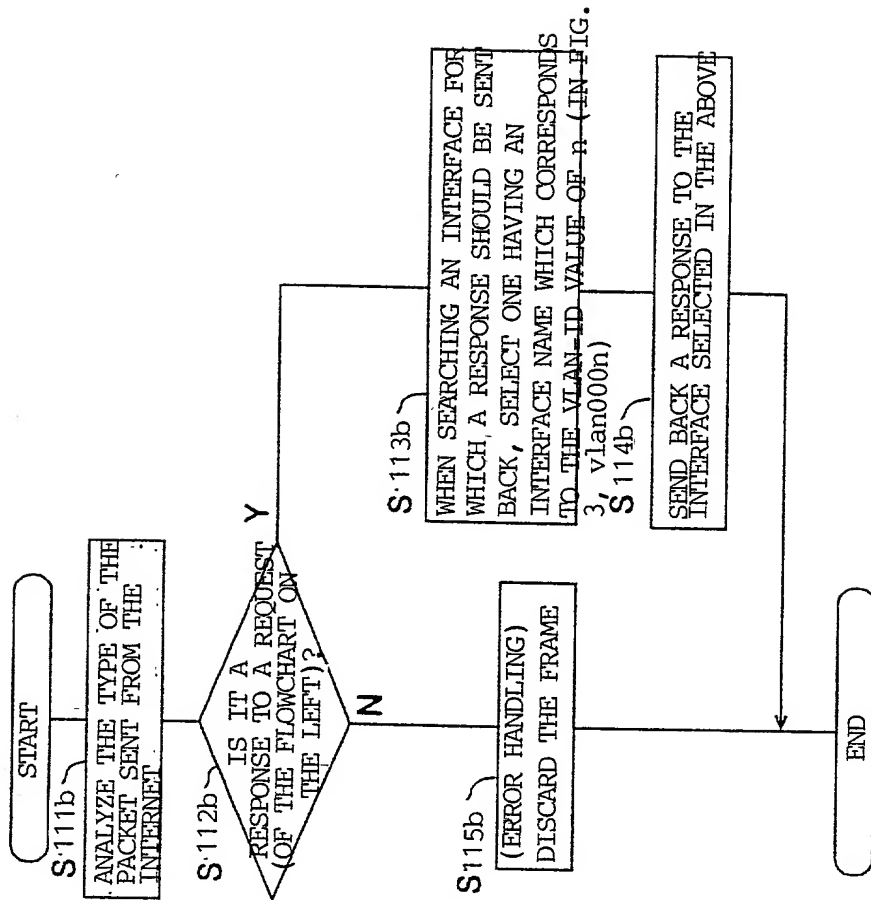 START
S111b
ANALYZE THE TYPE OF THE
PACKET SENT FROM THE
INTERNET
S112b
IS IT A
RESPONSE TO A REQUEST
(OF THE FLOWCHART ON
THE LEFT)?
Y
N
S113b
WHEN SEARCHING AN INTERFACE FOR
WHICH A RESPONSE SHOULD BE SENT
BACK, SELECT ONE HAVING AN
INTERFACE NAME WHICH CORRESPONDS
TO THE VLAN-ID VALUE OF n (IN FIG.
3, vlan000n)
S114b
SEND BACK A RESPONSE TO THE
INTERFACE SELECTED IN THE ABOVE
S115b
(ERROR HANDLING)
DISCARD THE FRAME
END